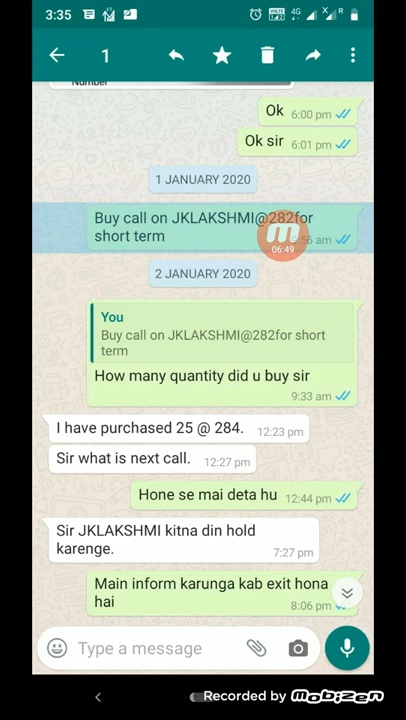 3:35
4G
R
1
Number
Ok 6:00 pm
Ok sir 6:01 pm
1 JANUARY 2020
Buy call on JKLAKSHMI@282for
short term :56 am
06:49
2 JANUARY 2020
You
Buy call on JKLAKSHMI@282for short
term
How many quantity did u buy sir
9:33 am
I have purchased 25 @ 284. 12:23 pm
Sir what is next call. 12:27 pm
Hone se mai deta hu 12:44 pm
Sir JKLAKSHMI kitna din hold
karenge. 7:27 pm
Main inform karunga kab exit hona
hai 8:06 pm
Type a message
Recorded by mobizen